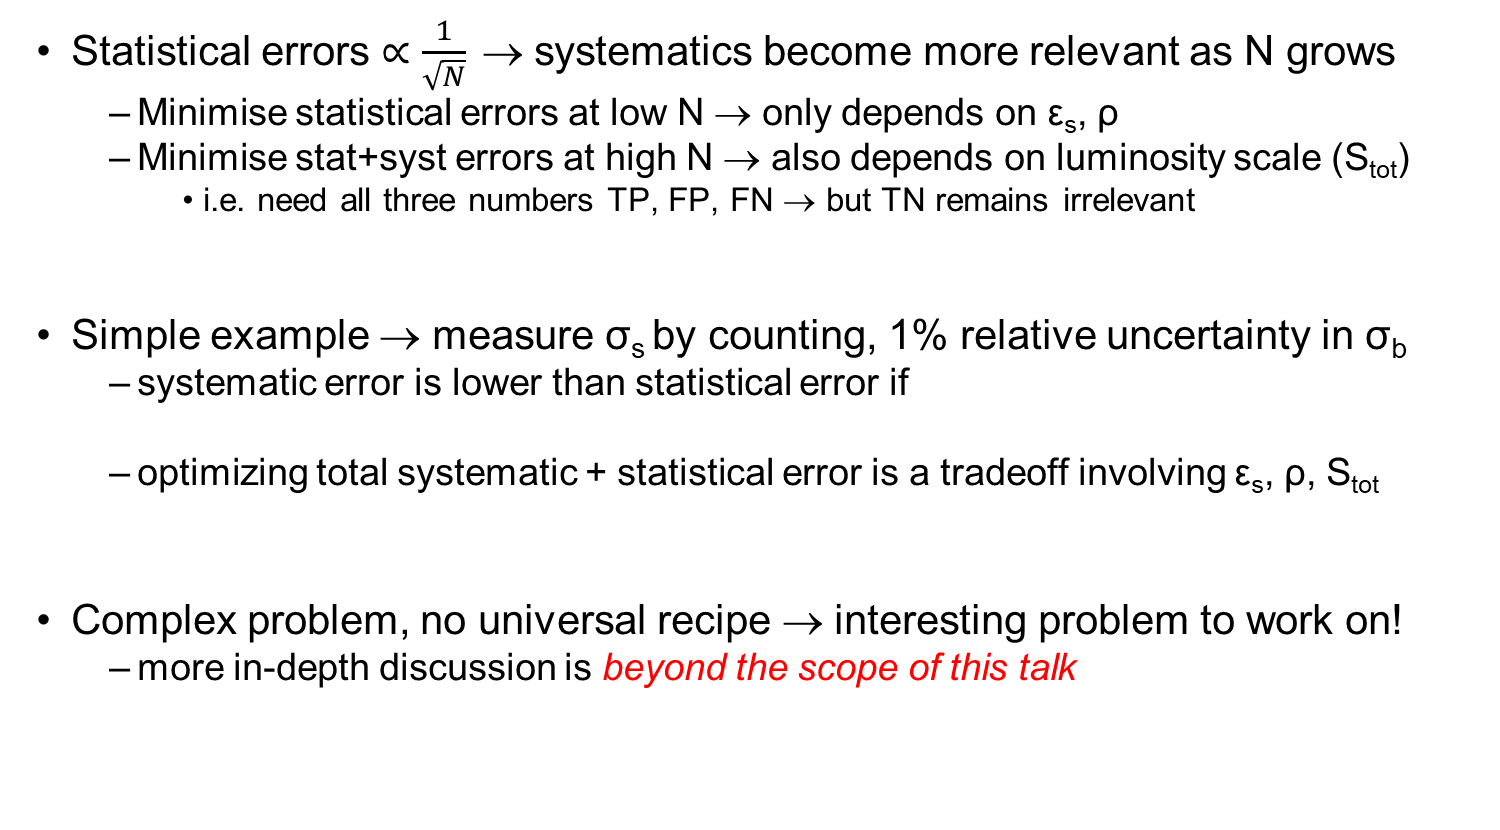 • Statistical errors ∝ 1/√N → systematics become more relevant as N grows
– Minimise statistical errors at low N → only depends on εs, ρ
– Minimise stat+syst errors at high N → also depends on luminosity scale (Stot)
• i.e. need all three numbers TP, FP, FN → but TN remains irrelevant
• Simple example → measure σs by counting, 1% relative uncertainty in σb
– systematic error is lower than statistical error if
– optimizing total systematic + statistical error is a tradeoff involving εs, ρ, Stot
• Complex problem, no universal recipe → interesting problem to work on!
– more in-depth discussion is beyond the scope of this talk